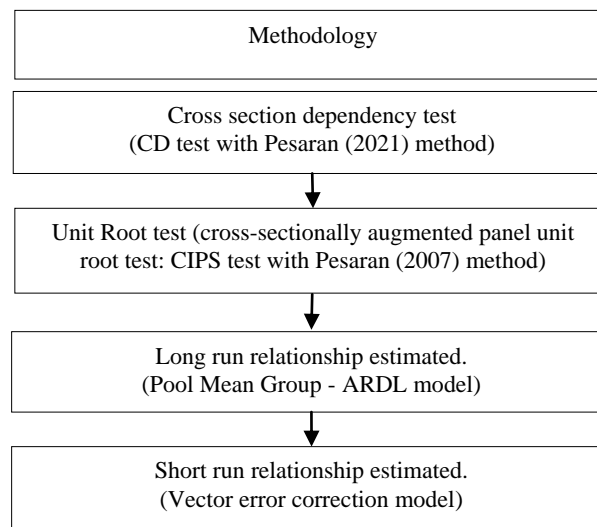 Methodology
Cross section dependency test
(CD test with Pesaran (2021) method)
Unit Root test (cross-sectionally augmented panel unit
root test: CIPS test with Pesaran (2007) method)
Long run relationship estimated.
(Pool Mean Group - ARDL model)
Short run relationship estimated.
(Vector error correction model)